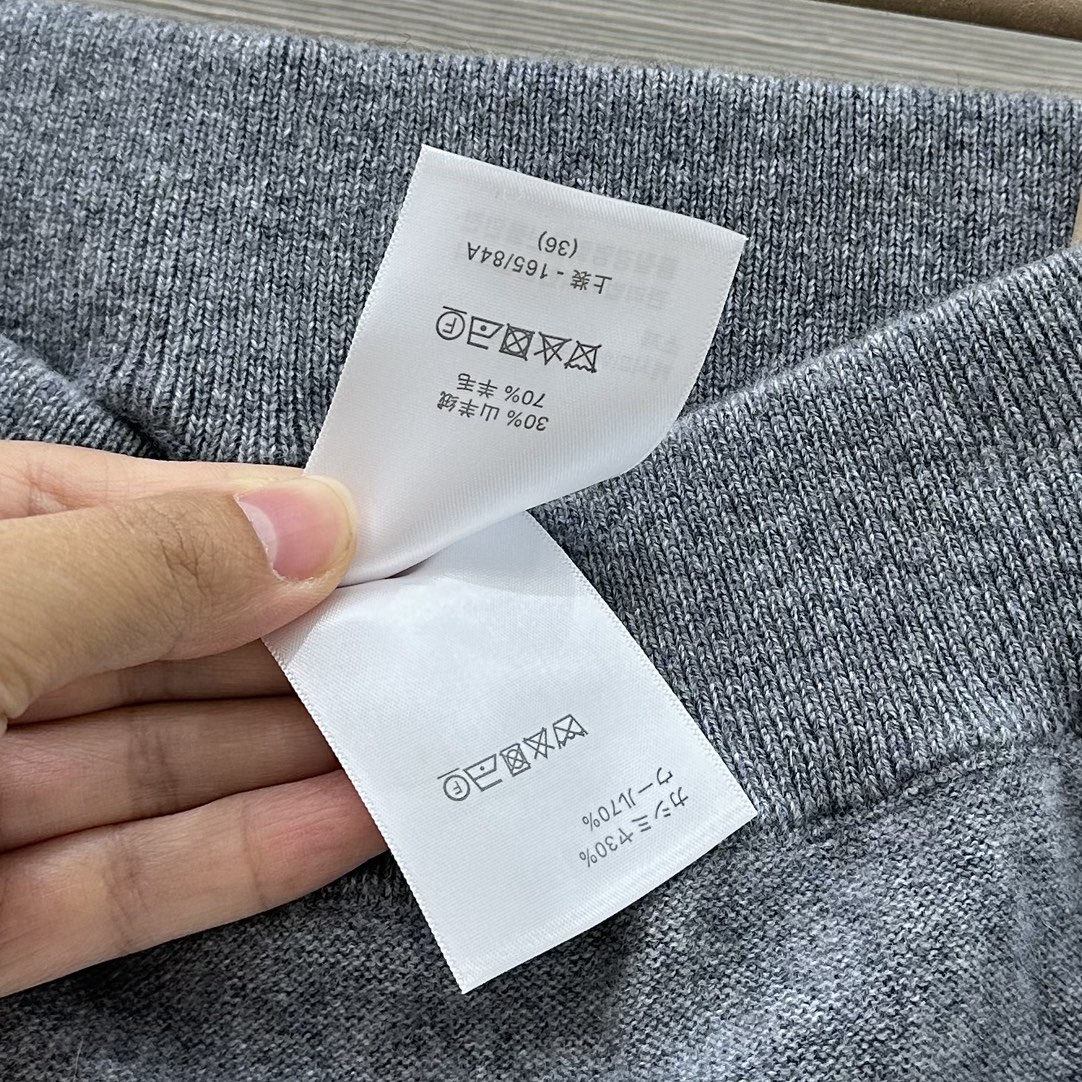 30% 山羊绒
70% 羊毛
F
上装 - 165/84A
(36)
カシミヤ30%
ウール70%
F